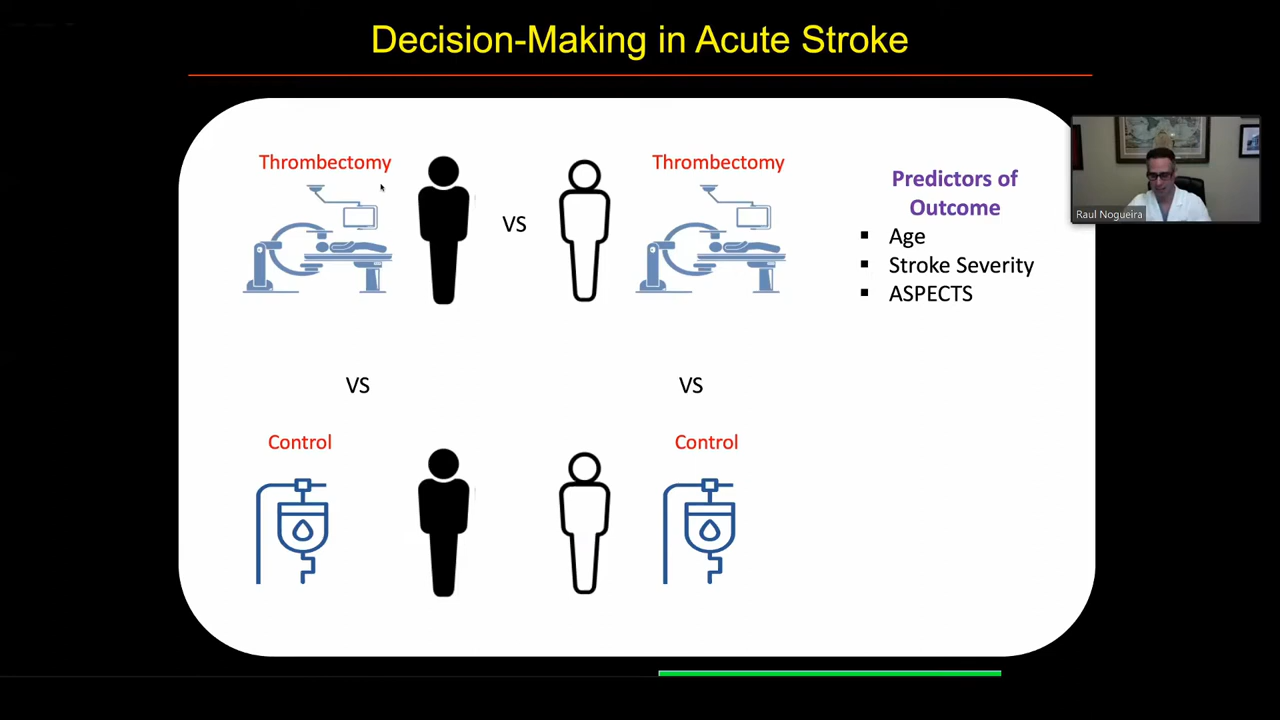 Decision-Making in Acute Stroke
Thrombectomy
VS
Thrombectomy
Predictors of
Outcome
▪ Age
▪ Stroke Severity
▪ ASPECTS
Raul Nogueira
VS
VS
Control
Control